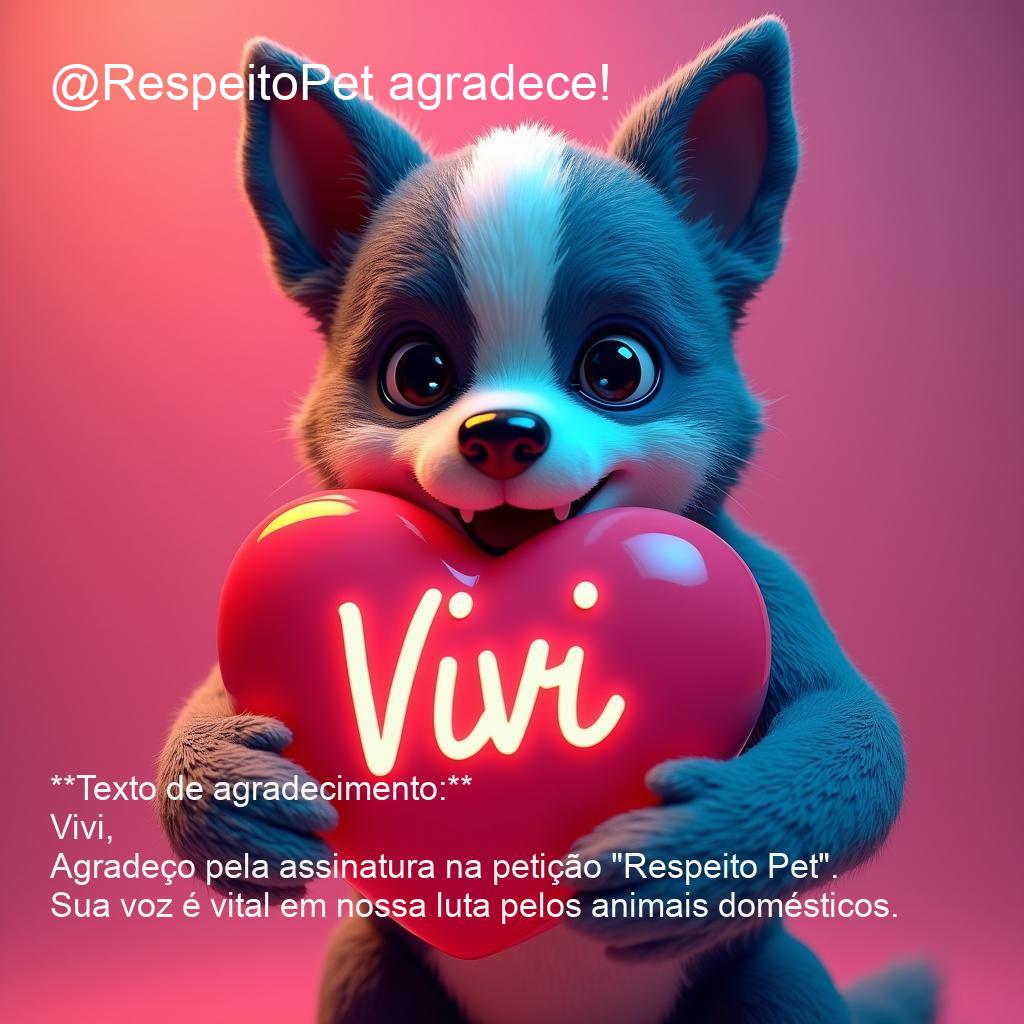 @RespeitoPet agradece!
Vivi
**Texto de agradecimento:**
Vivi,
Agradeço pela assinatura na petição "Respeito Pet".
Sua voz é vital em nossa luta pelos animais domésticos.